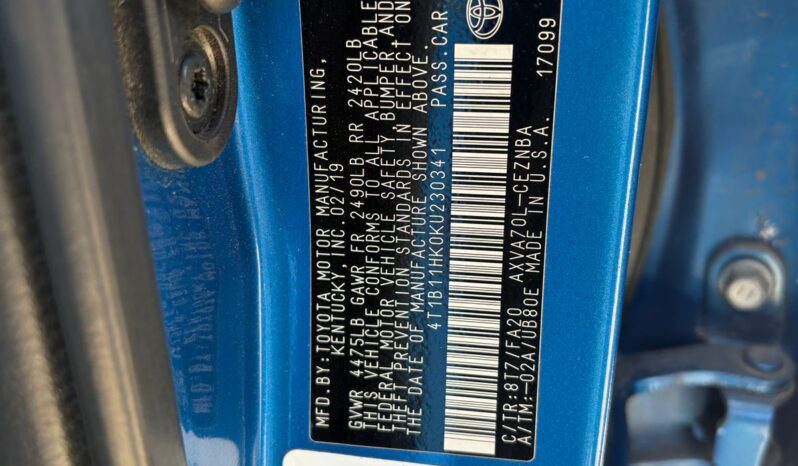 MFD. BY:TOYOTA MOTOR MANUFACTURING,
KENTUCKY, INC. 02/19
GVWR 4475LB GAWR FR 2490LB RR 2420LB
THIS VEHICLE CONFORMS TO ALL APPLICABLE
FEDERAL MOTOR VEHICLE SAFETY, BUMPER, AND
THEFT PREVENTION STANDARDS IN EFFECT ON
THE DATE OF MANUFACTURE SHOWN ABOVE.
4T1B11HK0KU230341 PASS.CAR
C/TR:8T7/FA20 AXVA70L-CEZNBA
A/TM:-02A/UB80E MADE IN U.S.A. 17099